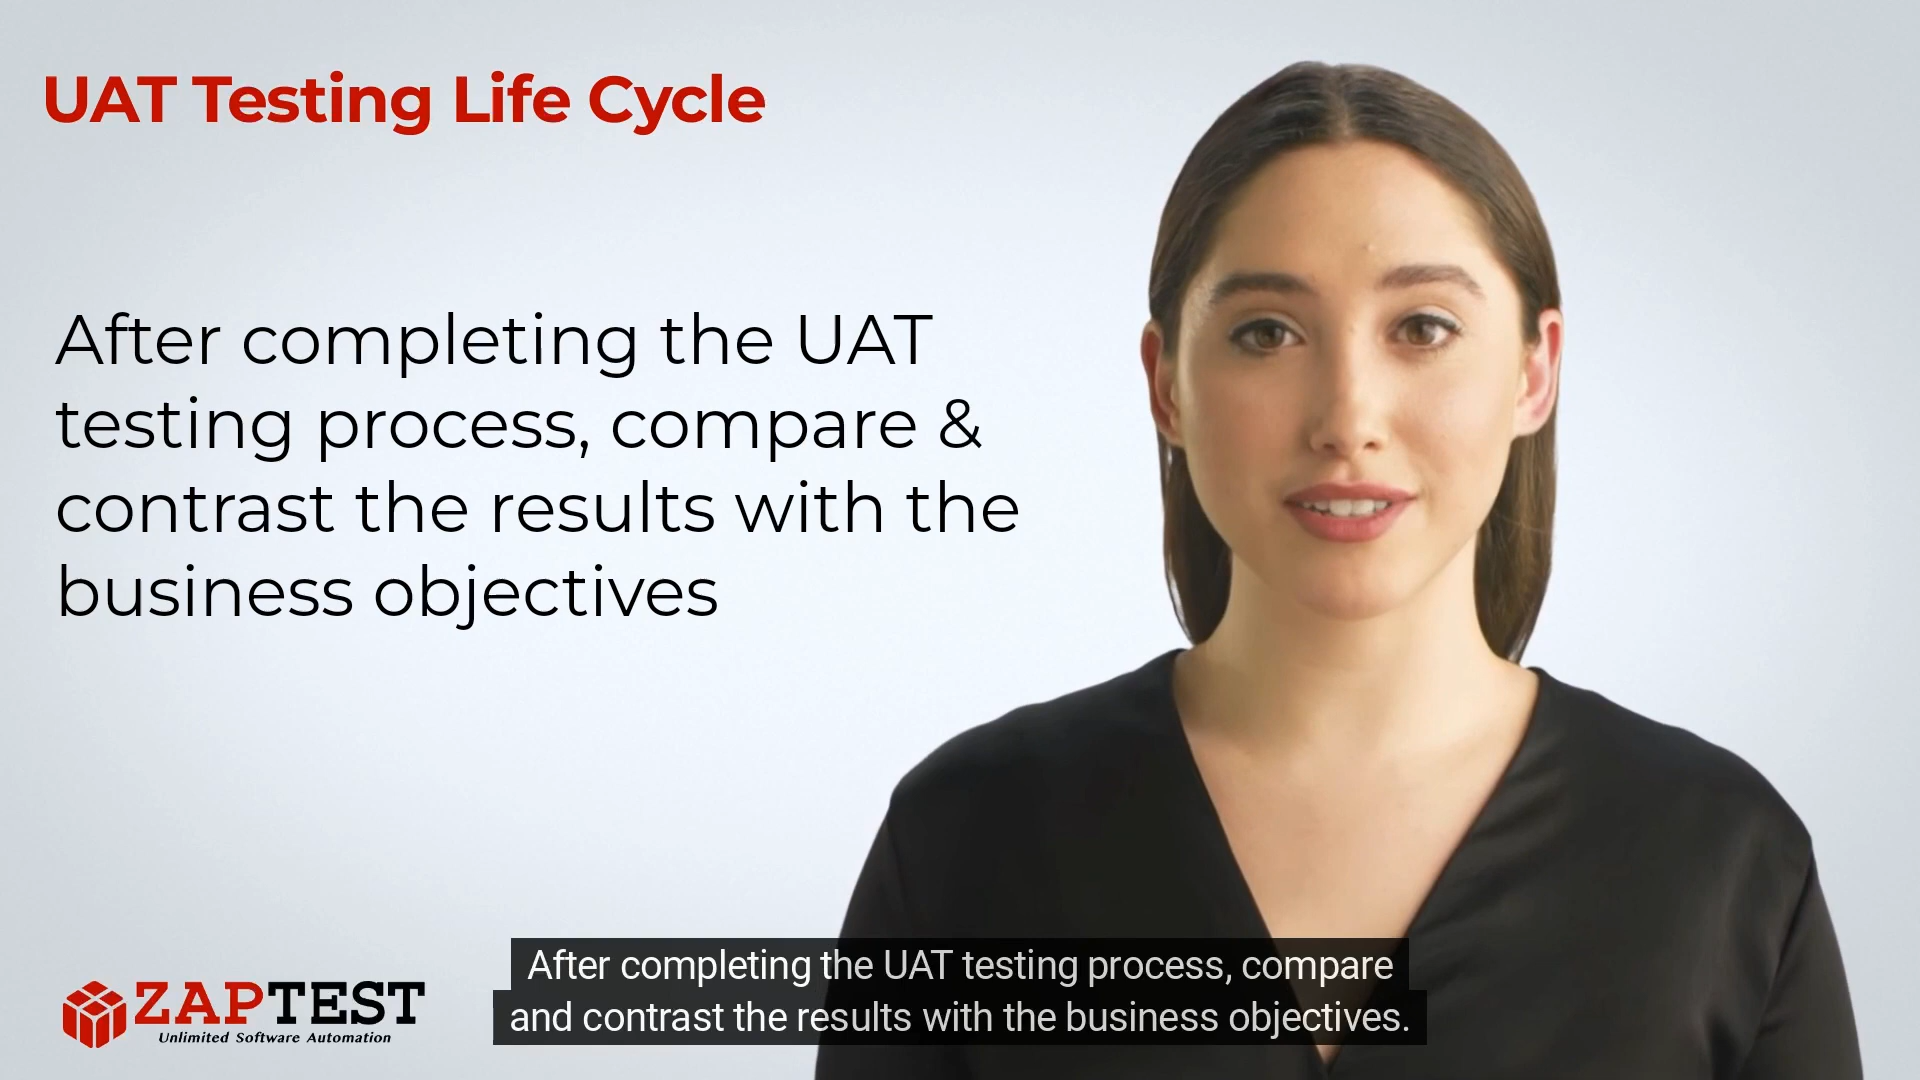 UAT Testing Life Cycle
After completing the UAT
testing process, compare &
contrast the results with the
business objectives
ZAPTEST
Unlimited Software Automation
After completing the UAT testing process, compare
and contrast the results with the business objectives.